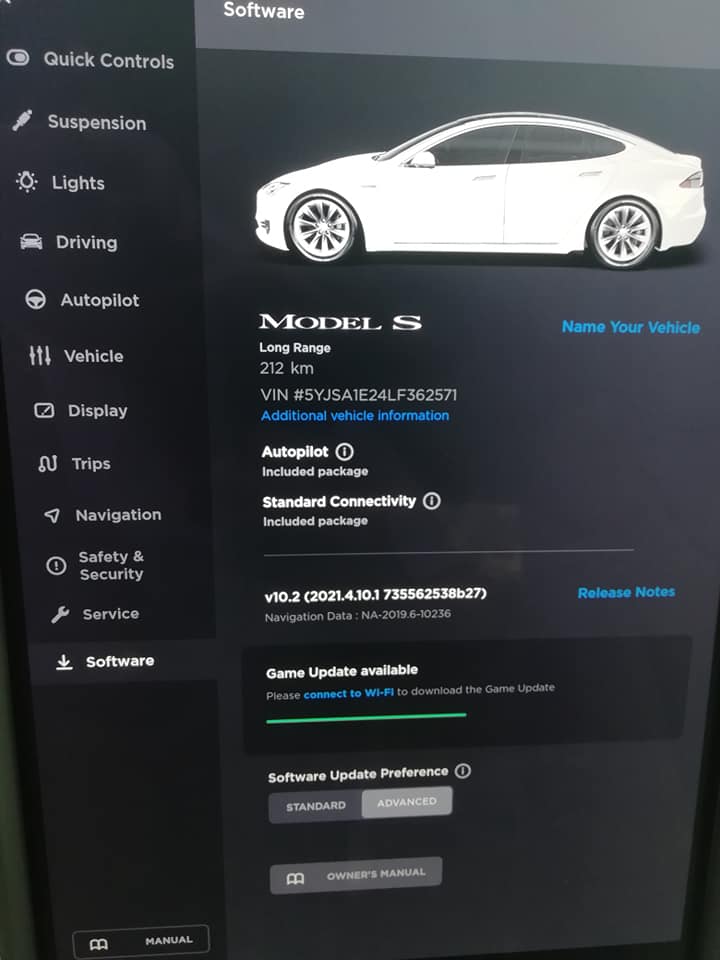 Software
Quick Controls
Suspension
Lights
Driving
Autopilot
Vehicle
Display
Trips
Navigation
Safety &
Security
Service
Software
MANUAL
MODEL S
Name Your Vehicle
Long Range
212 km
VIN #5YJSA1E24LF362571
Additional vehicle information
Autopilot
Included package
Standard Connectivity
Included package
v10.2 (2021.4.10.1 735562538b27)
Release Notes
Navigation Data : NA-2019.6-10236
Game Update available
Please connect to WI-FI to download the Game Update
Software Update Preference
STANDARD
ADVANCED
OWNER'S MANUAL